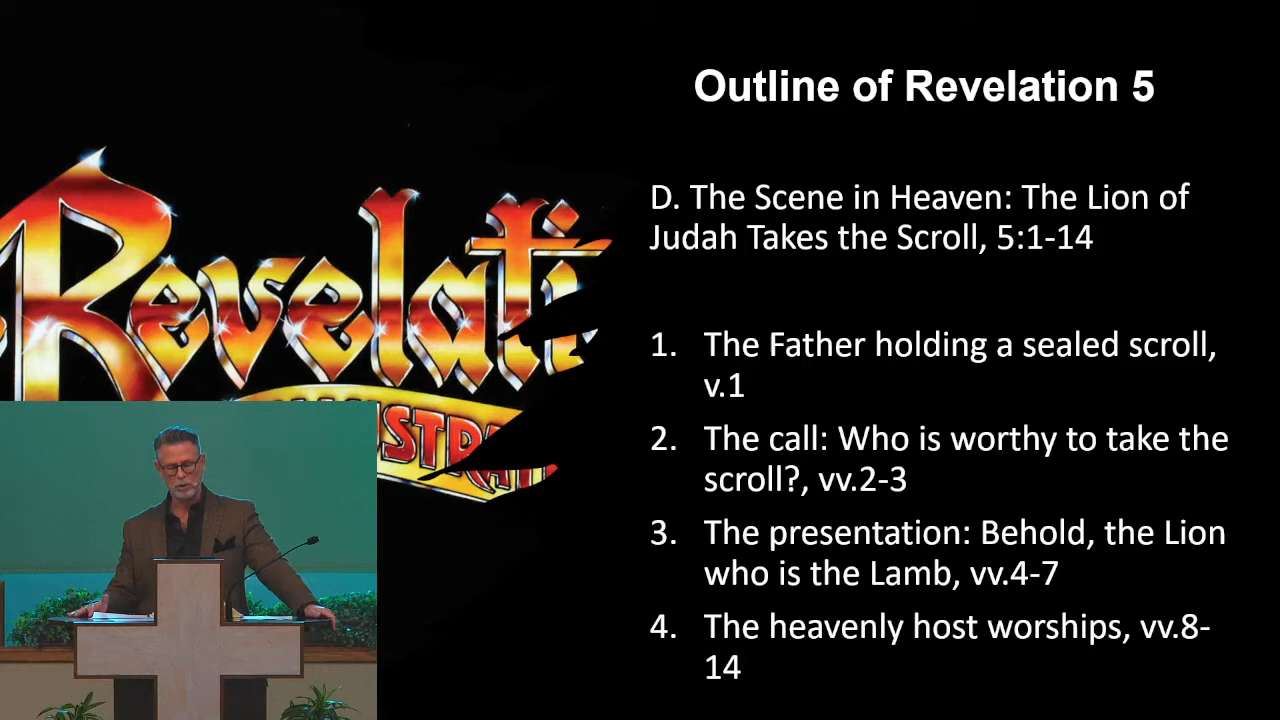 Outline of Revelation 5
D. The Scene in Heaven: The Lion of
Judah Takes the Scroll, 5:1-14
1. The Father holding a sealed scroll,
v.1
2. The call: Who is worthy to take the
scroll?, vv.2-3
3. The presentation: Behold, the Lion
who is the Lamb, vv.4-7
4. The heavenly host worships, vv.8-
14
Revelati